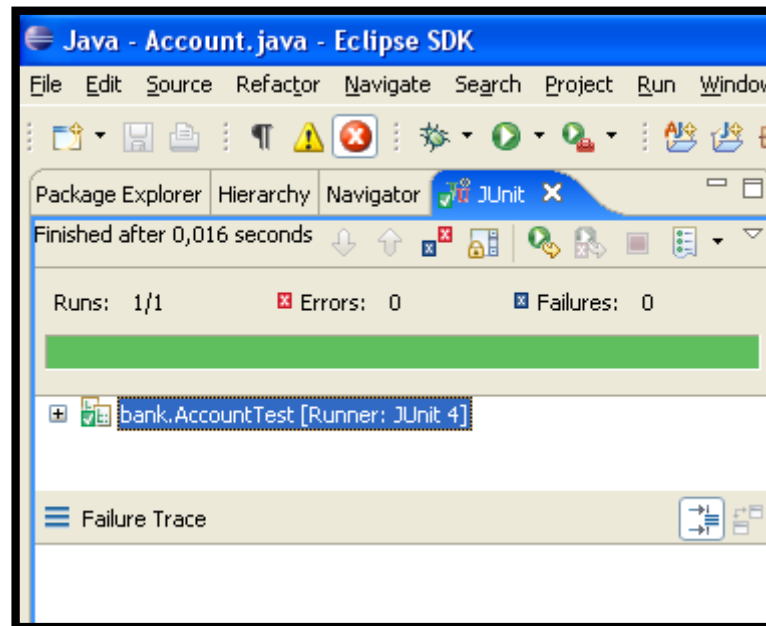 Java - Account.java - Eclipse SDK
File Edit Source Refactor Navigate Search Project Run Window
Package Explorer Hierarchy Navigator JUnit
Finished after 0,016 seconds
Runs: 1/1 Errors: 0 Failures: 0
bank.AccountTest [Runner: JUnit 4]
Failure Trace